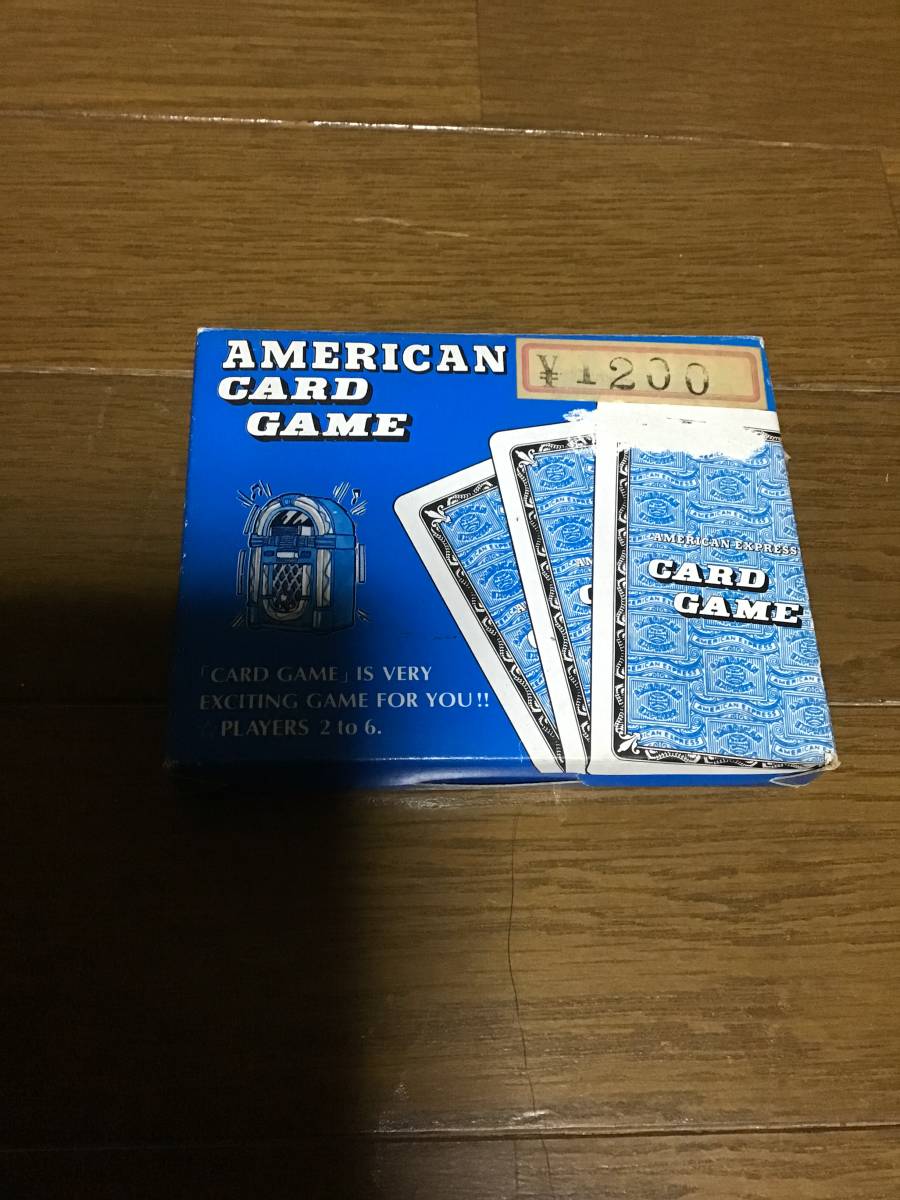 AMERICAN
CARD
GAME
¥1200
AMERICAN EXPRESS
CARD
GAME
「CARD GAME」IS VERY
EXCITING GAME FOR YOU!!
PLAYERS 2 to 6.